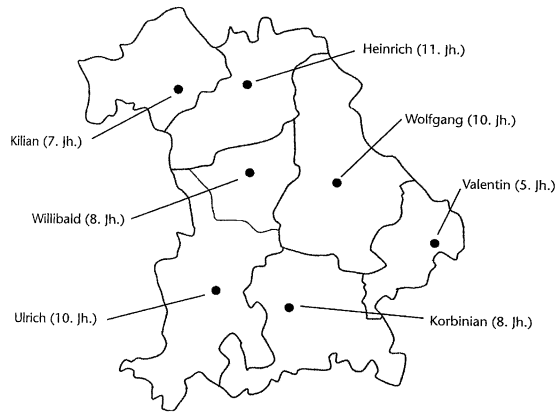 Heinrich (11. Jh.)
Wolfgang (10. Jh.)
Kilian (7. Jh.)
Valentin (5. Jh.)
Willibald (8. Jh.)
Ulrich (10. Jh.)
Korbinian (8. Jh.)